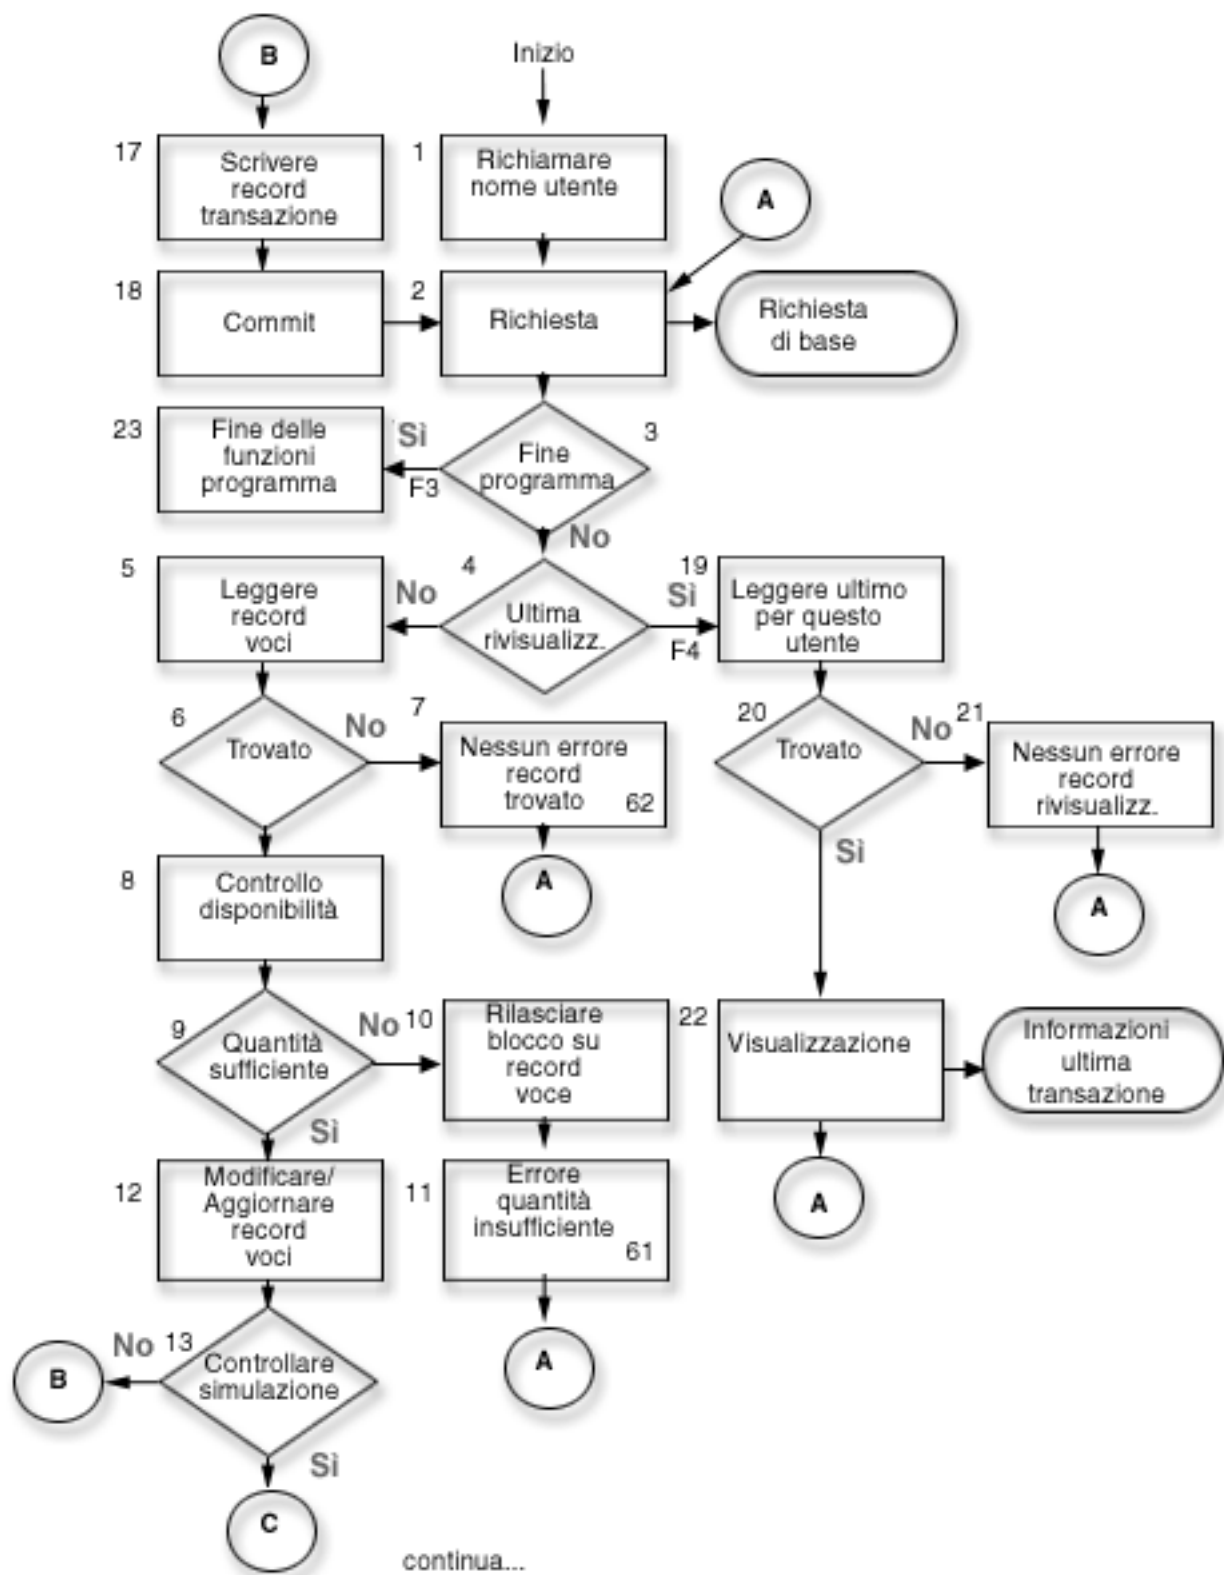 B
Inizio
17
Scrivere
record
transazione
1
Richiamare
nome utente
A
18
Commit
2
Richiesta
Richiesta
di base
23
Fine delle
funzioni
programma
Sì
F3
Fine
programma
3
No
5
Leggere
record
voci
No
4
Ultima
rivisualizz.
Sì
F4
19
Leggere ultimo
per questo
utente
6
Trovato
No
7
Nessun errore
record
trovato
62
20
Trovato
No
21
Nessun errore
record
rivisualizz.
Sì
8
Controllo
disponibilità
A
A
9
Quantità
sufficiente
No
10
Rilasciare
blocco su
record
voce
22
Visualizzazione
Informazioni
ultima
transazione
Sì
12
Modificare/
Aggiornare
record
voci
11
Errore
quantità
insufficiente
61
A
No
13
Controllare
simulazione
B
A
Sì
C
continua...